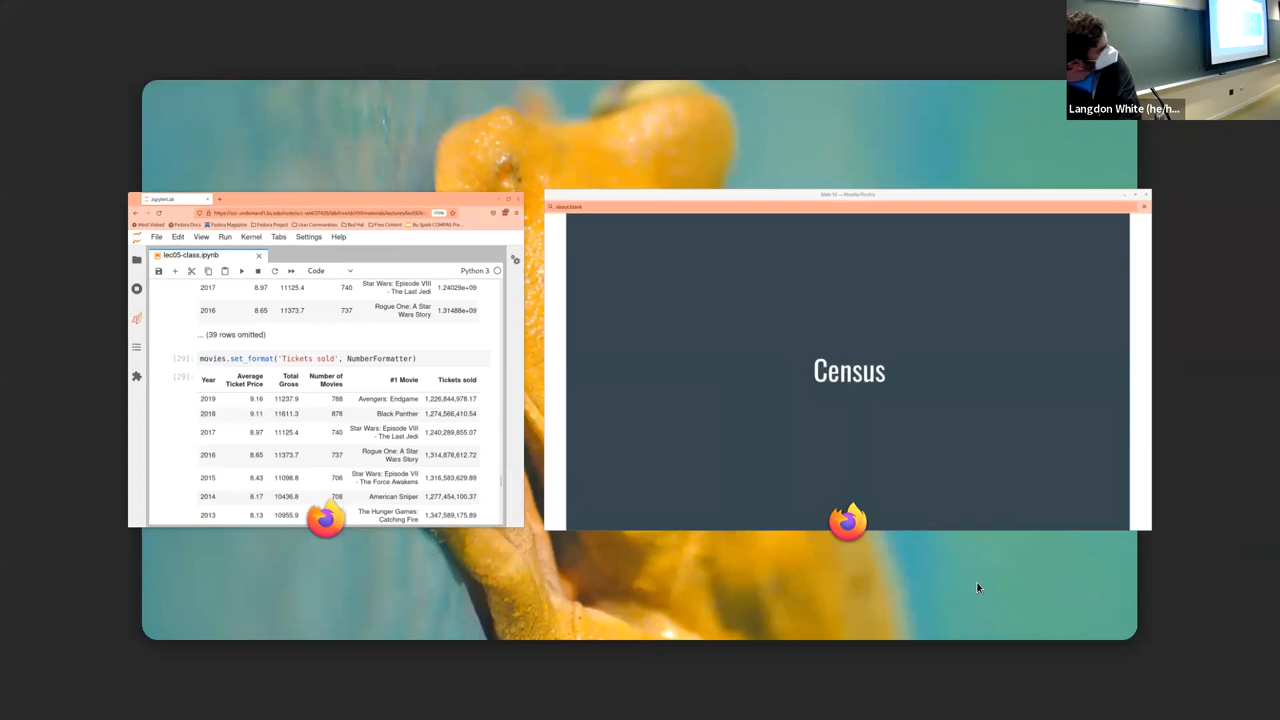 Langdon White (he/h...
JupyterLab
File Edit View Run Kernel Tabs Settings Help
lec05-class.ipynb
Code
Python 3
2017 8.97 11125.4 740 Star Wars: Episode VIII - The Last Jedi 1.24029e+09
2016 8.65 11373.7 737 Rogue One: A Star Wars Story 1.31488e+09
... (39 rows omitted)
[29]: movies.set_format('Tickets sold', NumberFormatter)
[29]:
Year Average Ticket Price Total Gross Number of Movies #1 Movie Tickets sold
2019 9.16 11237.9 788 Avengers: Endgame 1,226,844,978.17
2018 9.11 11611.3 878 Black Panther 1,274,566,410.54
2017 8.97 11125.4 740 Star Wars: Episode VIII - The Last Jedi 1,240,289,855.07
2016 8.65 11373.7 737 Rogue One: A Star Wars Story 1,314,878,612.72
2015 8.43 11098.8 706 Star Wars: Episode VII - The Force Awakens 1,316,583,629.89
2014 8.17 10436.8 708 American Sniper 1,277,454,100.37
2013 8.13 10955.9 The Hunger Games: Catching Fire 1,347,589,175.89
Slide 16 — Mozilla Firefox
about:blank
Census